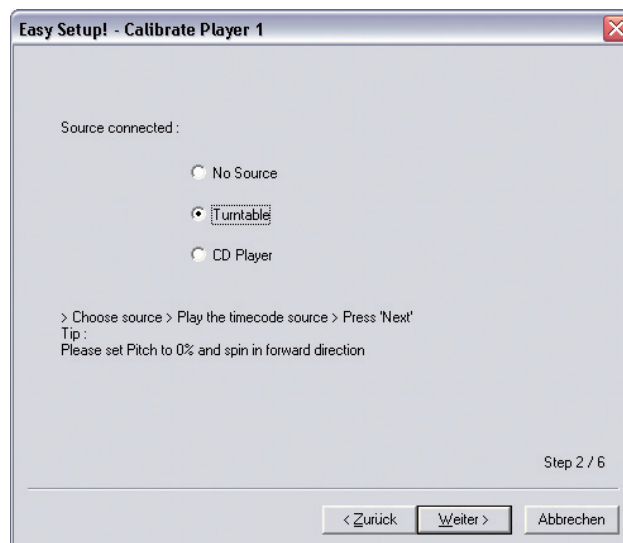 Easy Setup! - Calibrate Player 1
Source connected :
No Source
Turntable
CD Player
> Choose source > Play the timecode source > Press 'Next'
Tip :
Please set Pitch to 0% and spin in forward direction
Step 2 / 6
< Zurück Weiter > Abbrechen